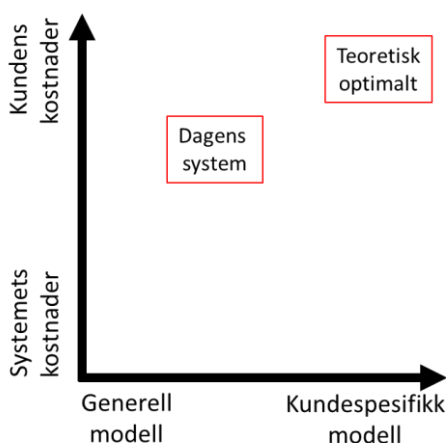 Kundens
kostnader
Teoretisk
optimalt
Dagens
system
Systemets
kostnader
Generell
modell
Kundespesifikk
modell